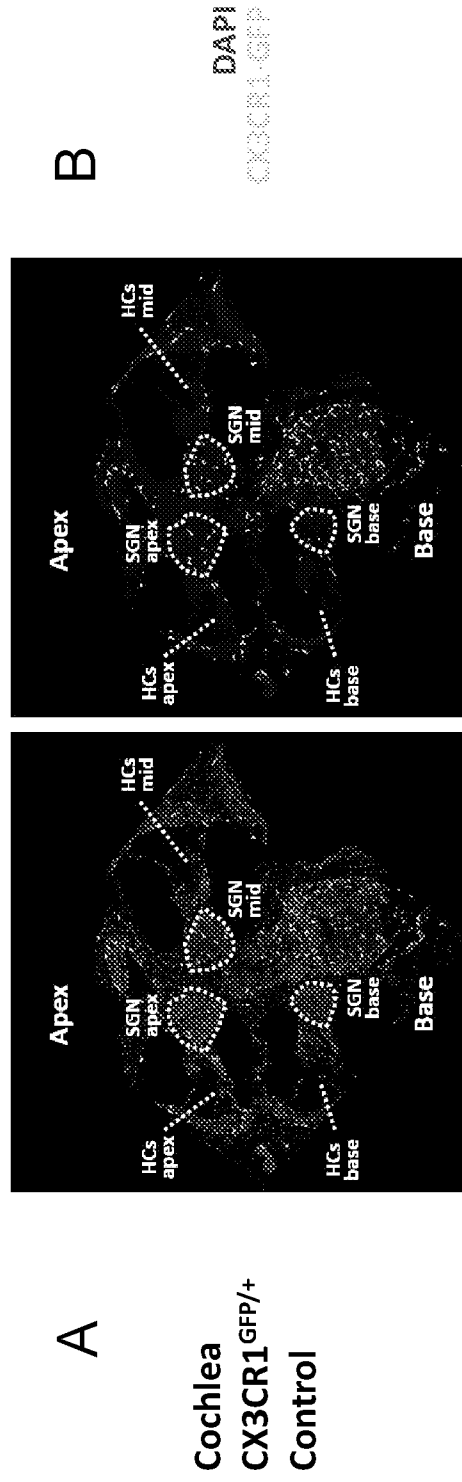 A
Cochlea
CX3CR1GFP/+
Control
Apex
HCs
apex
SGN
apex
HCs
mid
SGN
mid
HCs
base
SGN
base
Base
Apex
HCs
apex
SGN
apex
HCs
mid
SGN
mid
HCs
base
SGN
base
Base
B
DAPI
CX3CR1-GFP